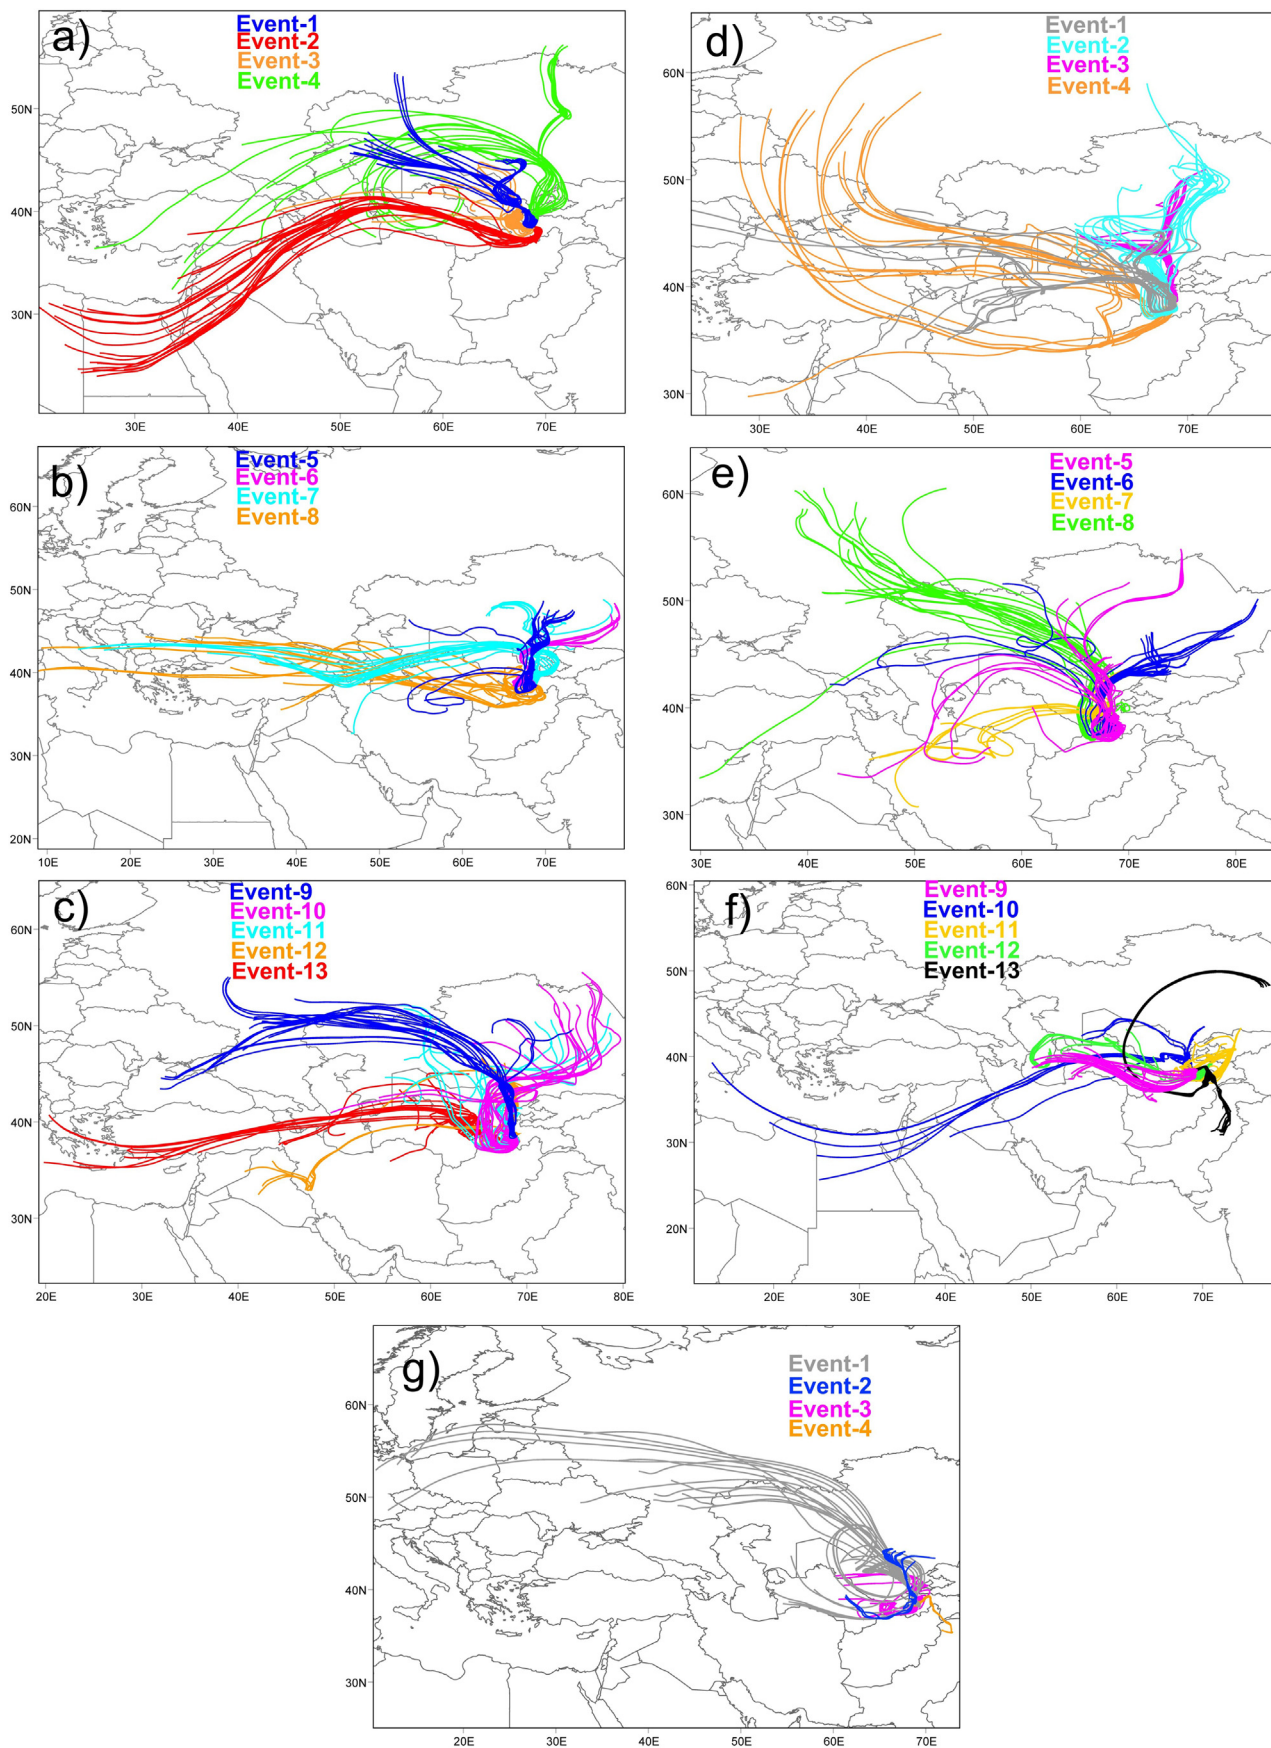 a)
Event-1
Event-2
Event-3
Event-4
50N
40N
30N
30E 40E 50E 60E 70E
d)
Event-1
Event-2
Event-3
Event-4
60N
50N
40N
30N
30E 40E 50E 60E 70E
b)
Event-5
Event-6
Event-7
Event-8
60N
50N
40N
30N
20N
10E 20E 30E 40E 50E 60E 70E
e)
Event-5
Event-6
Event-7
Event-8
60N
50N
40N
30N
30E 40E 50E 60E 70E 80E
c)
Event-9
Event-10
Event-11
Event-12
Event-13
60N
50N
40N
30N
20E 30E 40E 50E 60E 70E 80E
f)
Event-9
Event-10
Event-11
Event-12
Event-13
60N
50N
40N
30N
20N
20E 30E 40E 50E 60E 70E
g)
Event-1
Event-2
Event-3
Event-4
60N
50N
40N
30N
20E 30E 40E 50E 60E 70E